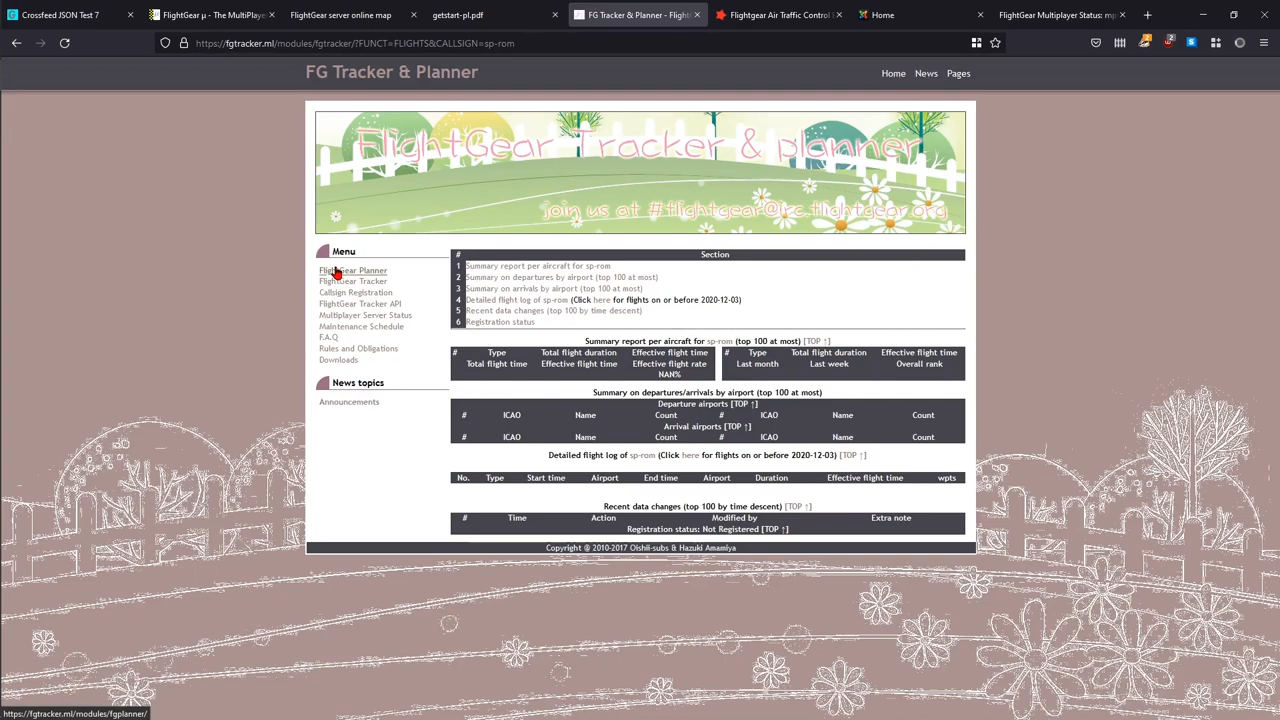 Crossfeed JSON Test 7
FlightGear µ - The MultiPlaye
FlightGear server online map
getstart-pl.pdf
FG Tracker & Planner - Flight
Flightgear Air Traffic Control
Home
FlightGear Multiplayer Status: m
https://fgtracker.ml/modules/fgtracker/?FUNCT=FLIGHTS&CALLSIGN=sp-rom
FG Tracker & Planner
Home News Pages
FlightGear Tracker & planner
join us at #flightgear@irc.flightgear.org
Menu
FlightGear Planner
FlightGear Tracker
Callsign Registration
FlightGear Tracker API
Multiplayer Server Status
Maintenance Schedule
F.A.Q
Rules and Obligations
Downloads
News topics
Announcements
# Section
1 Summary report per aircraft for sp-rom
2 Summary on departures by airport (top 100 at most)
3 Summary on arrivals by airport (top 100 at most)
4 Detailed flight log of sp-rom (Click here for flights on or before 2020-12-03)
5 Recent data changes (top 100 by time descent)
6 Registration status
Summary report per aircraft for sp-rom (top 100 at most) [TOP ↑]
# Type Total flight duration Effective flight time # Type Total flight duration Effective flight time
Total flight time Effective flight time Effective flight rate Last month Last week Overall rank
NAN%
Summary on departures/arrivals by airport (top 100 at most)
Departure airports [TOP ↑]
# ICAO Name Count # ICAO Name Count
Arrival airports [TOP ↑]
# ICAO Name Count # ICAO Name Count
Detailed flight log of sp-rom (Click here for flights on or before 2020-12-03) [TOP ↑]
No. Type Start time Airport End time Airport Duration Effective flight time wpts
Recent data changes (top 100 by time descent) [TOP ↑]
# Time Action Modified by Extra note
Registration status: Not Registered [TOP ↑]
Copyright @ 2010-2017 Oishii-subs & Hazuki Amamiya
https://fgtracker.ml/modules/fgplanner/